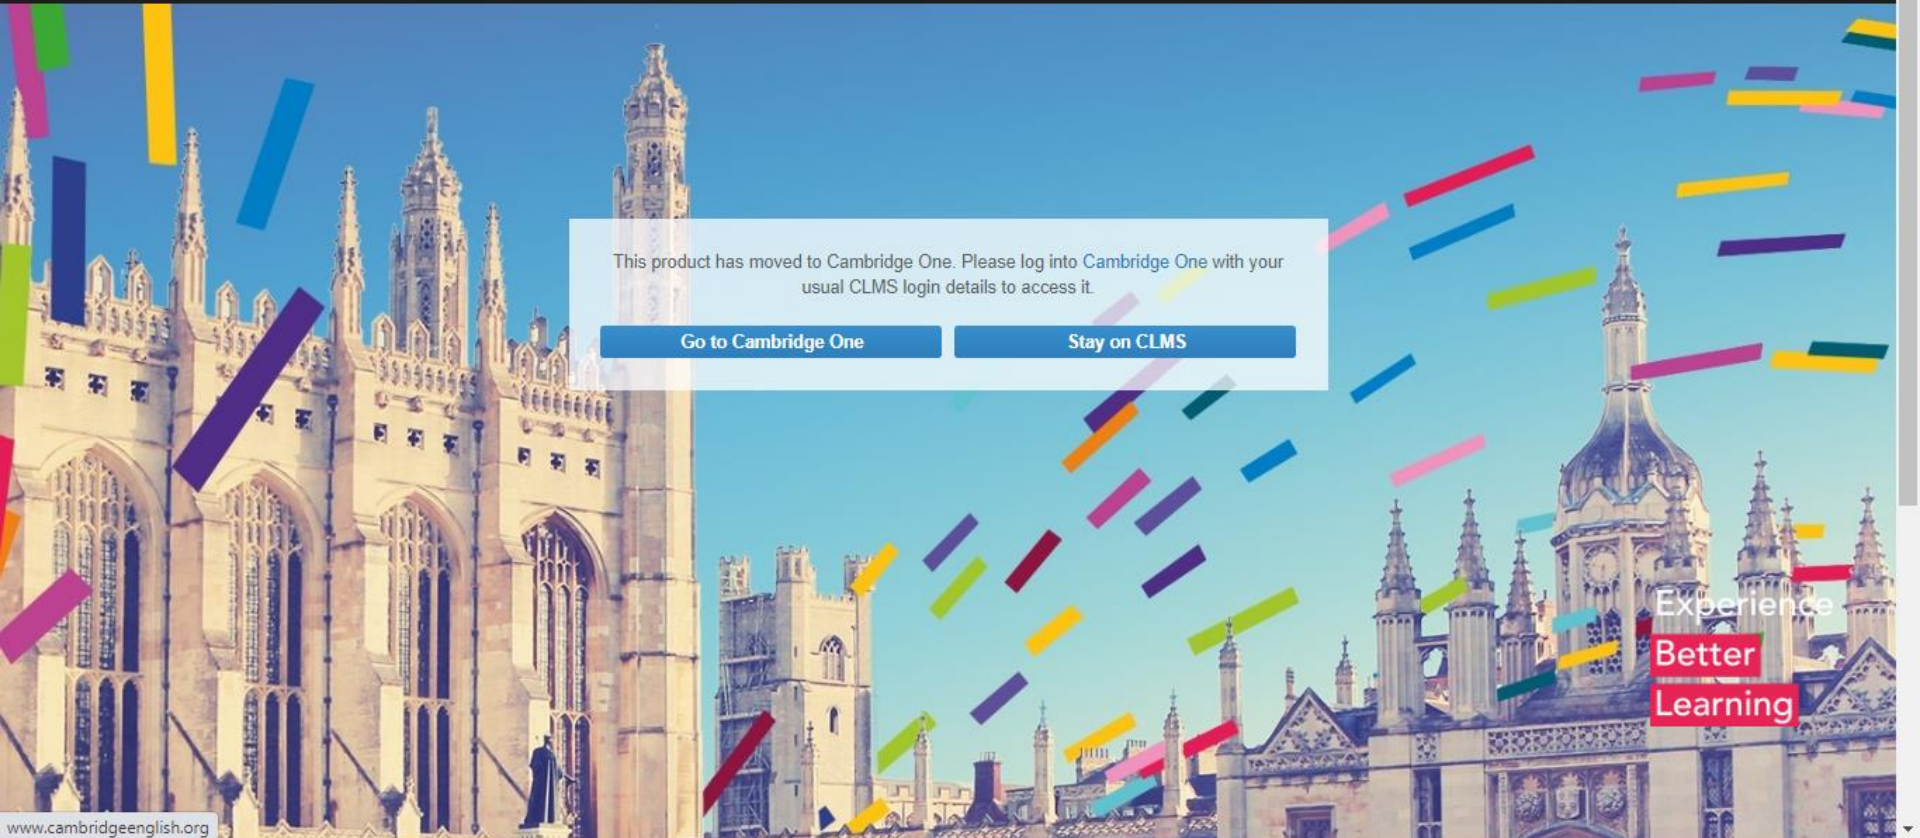 This product has moved to Cambridge One. Please log into Cambridge One with your
usual CLMS login details to access it.
Go to Cambridge One
Stay on CLMS
Experience
Better
Learning
www.cambridgeenglish.org